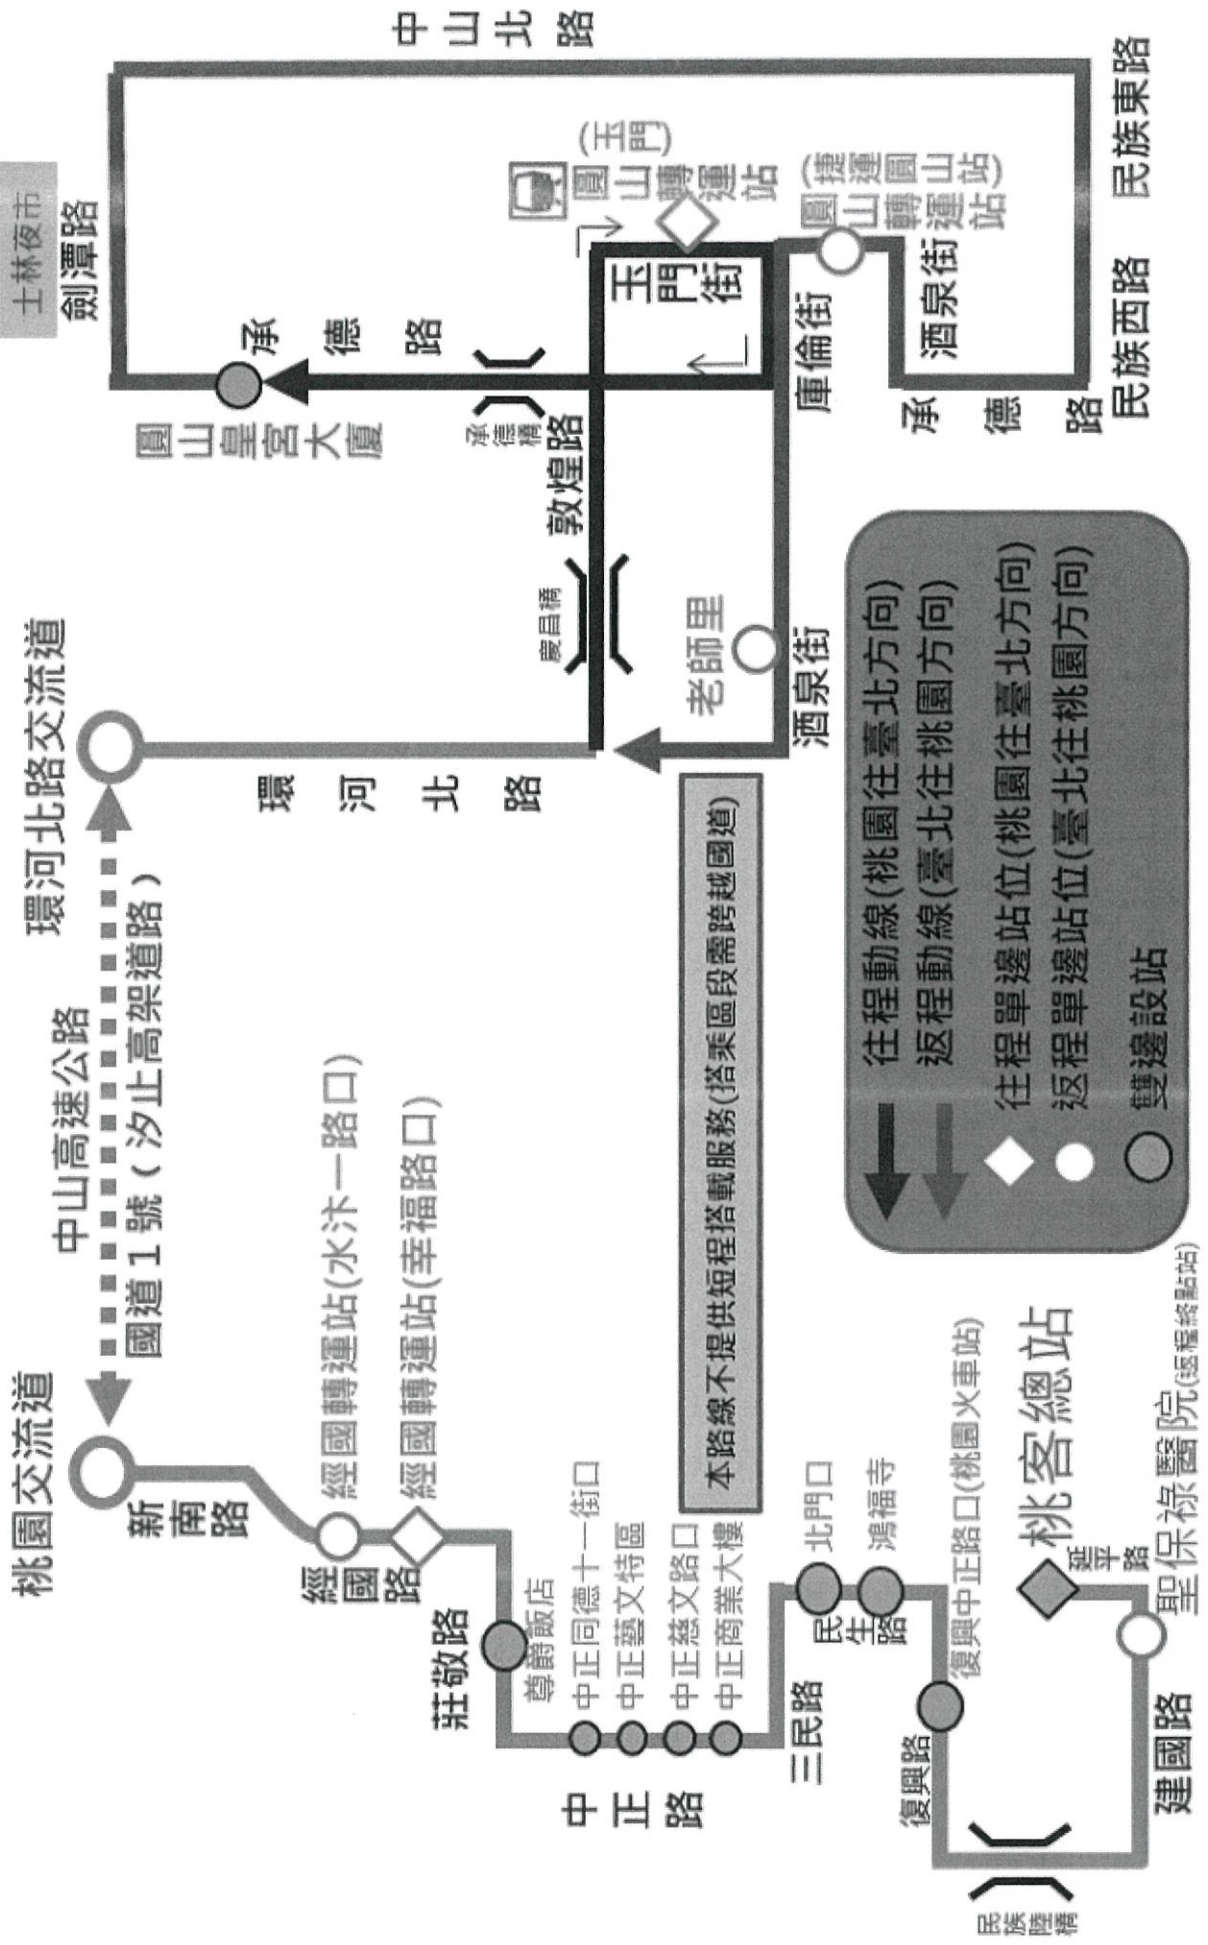 桃園交流道
中山高速公路
國道1號（汐止高架道路）
環河北路交流道
新南路
經國轉運站(水汴一路口)
經國路
經國轉運站(幸福路口)
莊敬路
尊爵飯店
中正同德十一街口
中正藝文特區
中正慈文路口
中正商業大樓
中正路
三民路
北門口
民生路
鴻福寺
復興路
復興中正路口(桃園火車站)
民族陸橋
建國路
延平路
桃客總站
聖保祿醫院(返程終點站)
環河北路
慶昌橋
敦煌路
老師里
酒泉街
本路線不提供短程搭載服務(搭乘區段需跨越國道)
士林夜市
劍潭路
圓山皇宮大廈
承德路
承德橋
中山北路
玉門街
圓山轉運站
(玉門)
庫倫街
圓山轉運站
(捷運圓山站)
酒泉街
承德路
民族西路
民族東路
往程動線(桃園往臺北方向)
返程動線(臺北往桃園方向)
往程單邊站位(桃園往臺北方向)
返程單邊站位(臺北往桃園方向)
雙邊設站